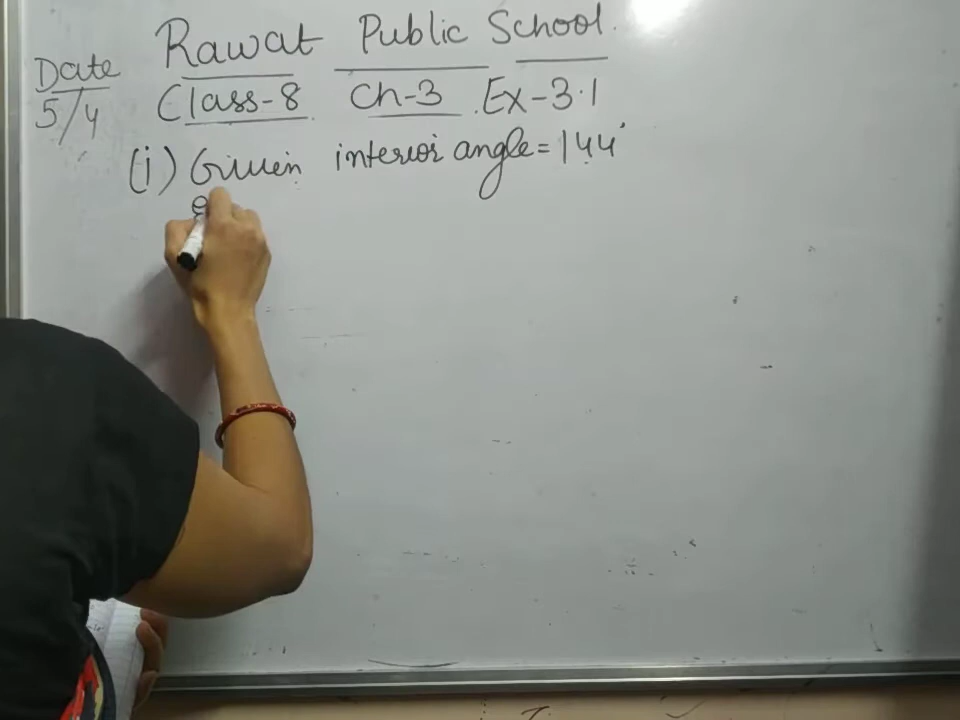 Rawat Public School.
Date
5/4
Class-8 Ch-3 Ex-3.1
(i) Given interior angle = 144°